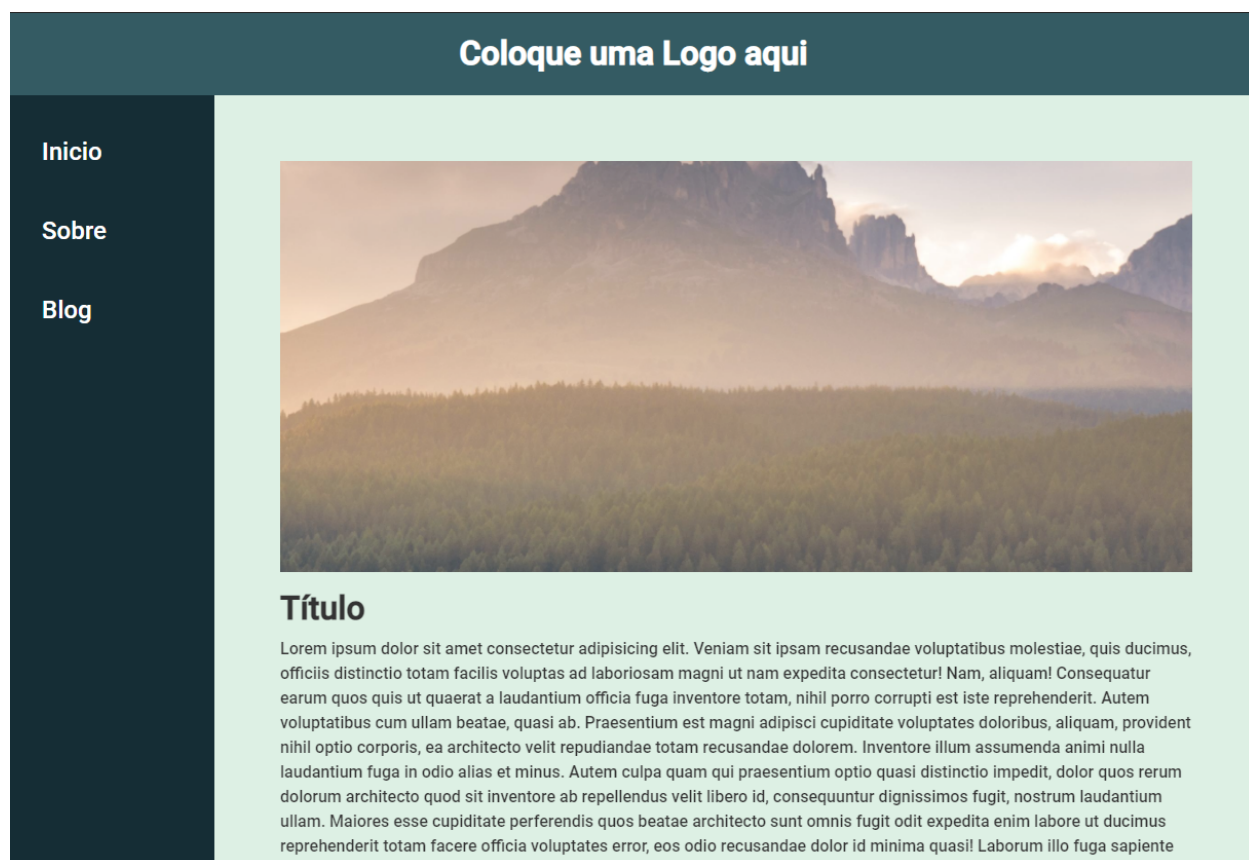 Coloque uma Logo aqui
Inicio
Sobre
Blog
Título
Lorem ipsum dolor sit amet consectetur adipisicing elit. Veniam sit ipsam recusandae voluptatibus molestiae, quis ducimus,
officiis distinctio totam facilis voluptas ad laboriosam magni ut nam expedita consectetur! Nam, aliquam! Consequatur
earum quos quis ut quaerat a laudantium officia fuga inventore totam, nihil porro corrupti est iste reprehenderit. Autem
voluptatibus cum ullam beatae, quasi ab. Praesentium est magni adipisci cupiditate voluptates doloribus, aliquam, provident
nihil optio corporis, ea architecto velit repudiandae totam recusandae dolorem. Inventore illum assumenda animi nulla
laudantium fuga in odio alias et minus. Autem culpa quam qui praesentium optio quasi distinctio impedit, dolor quos rerum
dolorum architecto quod sit inventore ab repellendus velit libero id, consequuntur dignissimos fugit, nostrum laudantium
ullam. Maiores esse cupiditate perferendis quos beatae architecto sunt omnis fugit odit expedita enim labore ut ducimus
reprehenderit totam facere officia voluptates error, eos odio recusandae dolor id minima quasi! Laborum illo fuga sapiente